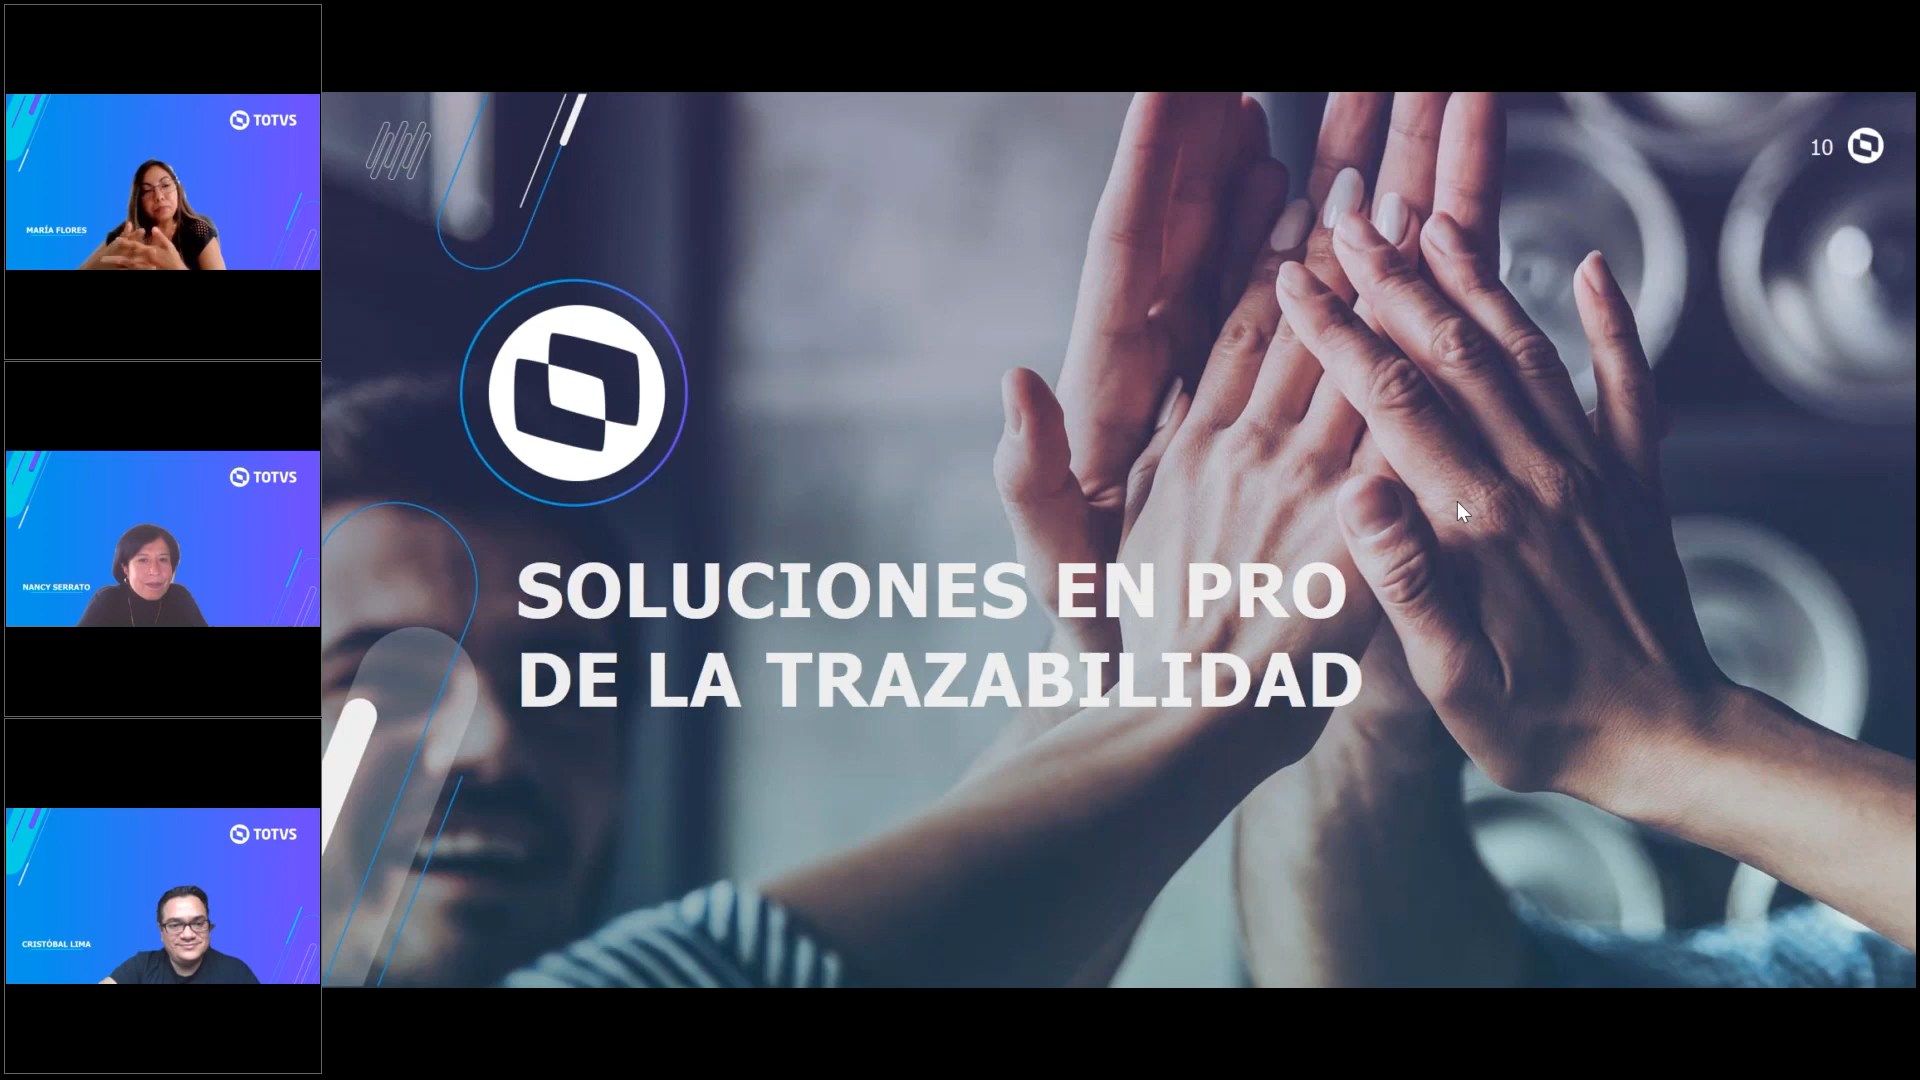 TOTVS
MARÍA FLORES
TOTVS
NANCY SERRATO
TOTVS
CRISTÓBAL LIMA
10
SOLUCIONES EN PRO
DE LA TRAZABILIDAD